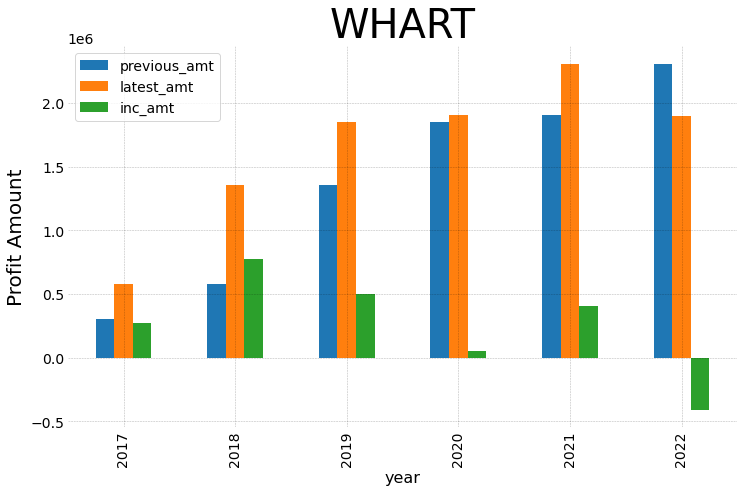 WHART
1e6
previous_amt
latest_amt
inc_amt
Profit Amount
2.0
1.5
1.0
0.5
0.0
−0.5
2017
2018
2019
2020
2021
2022
year